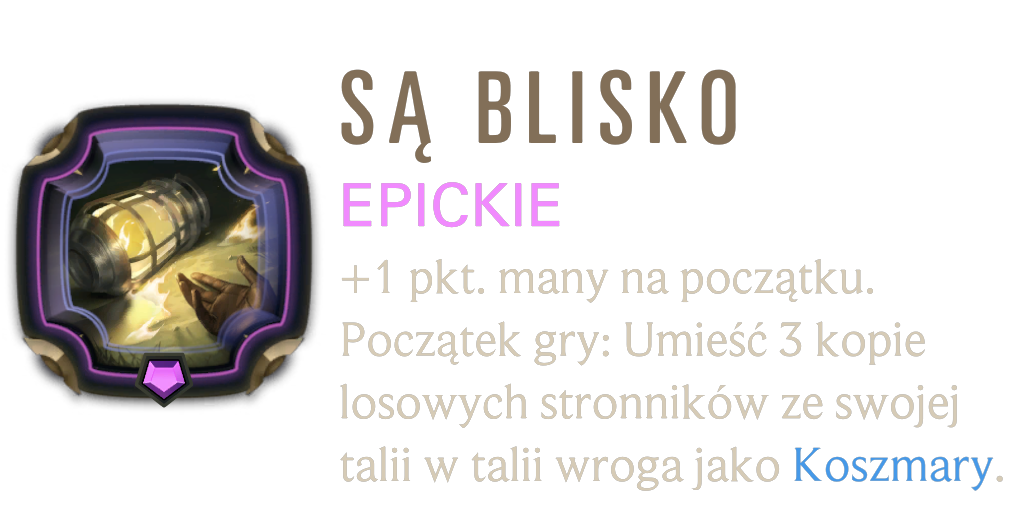 SĄ BLISKO
EPICKIE
+1 pkt. many na początku.
Początek gry: Umieść 3 kopie
losowych stronników ze swojej
talii w talii wroga jako Koszmary.